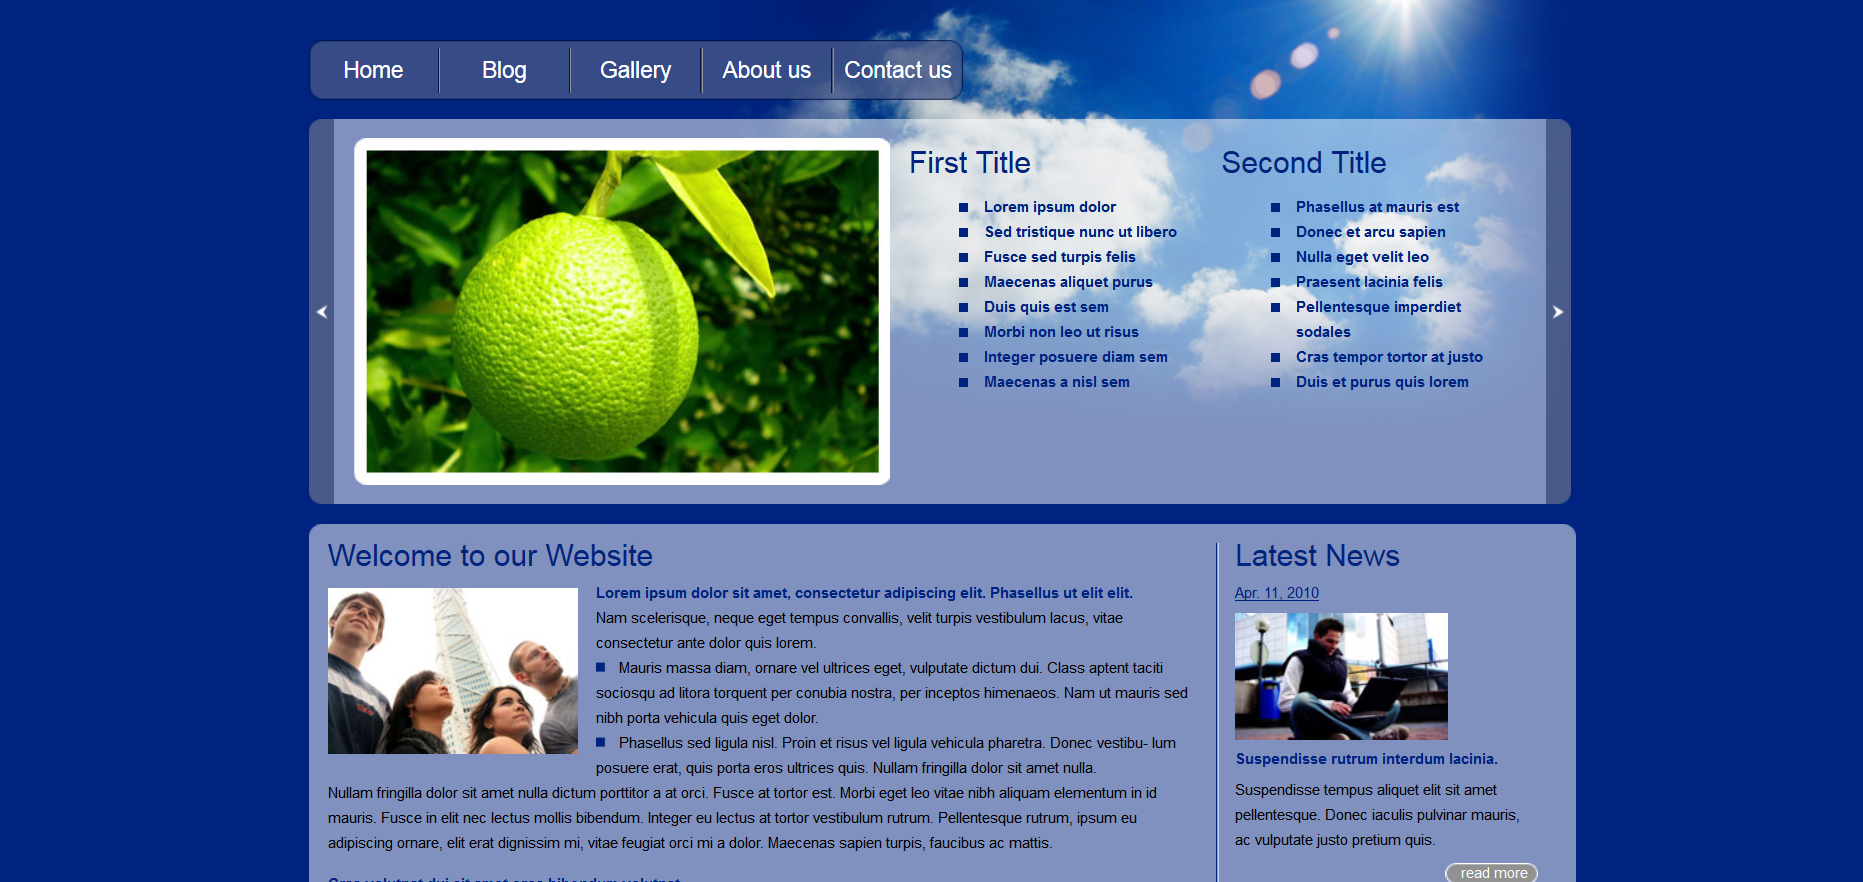 Home Blog Gallery About us Contact us
First Title
Lorem ipsum dolor
Sed tristique nunc ut libero
Fusce sed turpis felis
Maecenas aliquet purus
Duis quis est sem
Morbi non leo ut risus
Integer posuere diam sem
Maecenas a nisl sem
Second Title
Phasellus at mauris est
Donec et arcu sapien
Nulla eget velit leo
Praesent lacinia felis
Pellentesque imperdiet
sodales
Cras tempor tortor at justo
Duis et purus quis lorem
Welcome to our Website
Lorem ipsum dolor sit amet, consectetur adipiscing elit. Phasellus ut elit elit.
Nam scelerisque, neque eget tempus convallis, velit turpis vestibulum lacus, vitae
consectetur ante dolor quis lorem.
Mauris massa diam, ornare vel ultrices eget, vulputate dictum dui. Class aptent taciti
sociosqu ad litora torquent per conubia nostra, per inceptos himenaeos. Nam ut mauris sed
nibh porta vehicula quis eget dolor.
Phasellus sed ligula nisl. Proin et risus vel ligula vehicula pharetra. Donec vestibu- lum
posuere erat, quis porta eros ultrices quis. Nullam fringilla dolor sit amet nulla.
Nullam fringilla dolor sit amet nulla dictum porttitor a at orci. Fusce at tortor est. Morbi eget leo vitae nibh aliquam elementum in id
mauris. Fusce in elit nec lectus mollis bibendum. Integer eu lectus at tortor vestibulum rutrum. Pellentesque rutrum, ipsum eu
adipiscing ornare, elit erat dignissim mi, vitae feugiat orci mi a dolor. Maecenas sapien turpis, faucibus ac mattis.
Latest News
Apr. 11, 2010
Suspendisse rutrum interdum lacinia.
Suspendisse tempus aliquet elit sit amet
pellentesque. Donec iaculis pulvinar mauris,
ac vulputate justo pretium quis.
read more